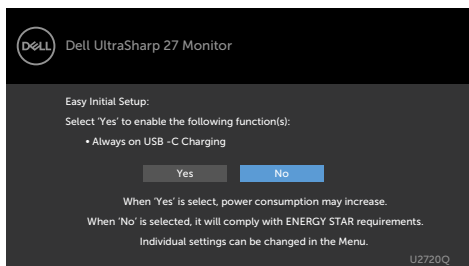 DELL
Dell UltraSharp 27 Monitor
Easy Initial Setup:
Select 'Yes' to enable the following function(s):
• Always on USB -C Charging
Yes
No
When 'Yes' is select, power consumption may increase.
When 'No' is selected, it will comply with ENERGY STAR requirements.
Individual settings can be changed in the Menu.
U2720Q